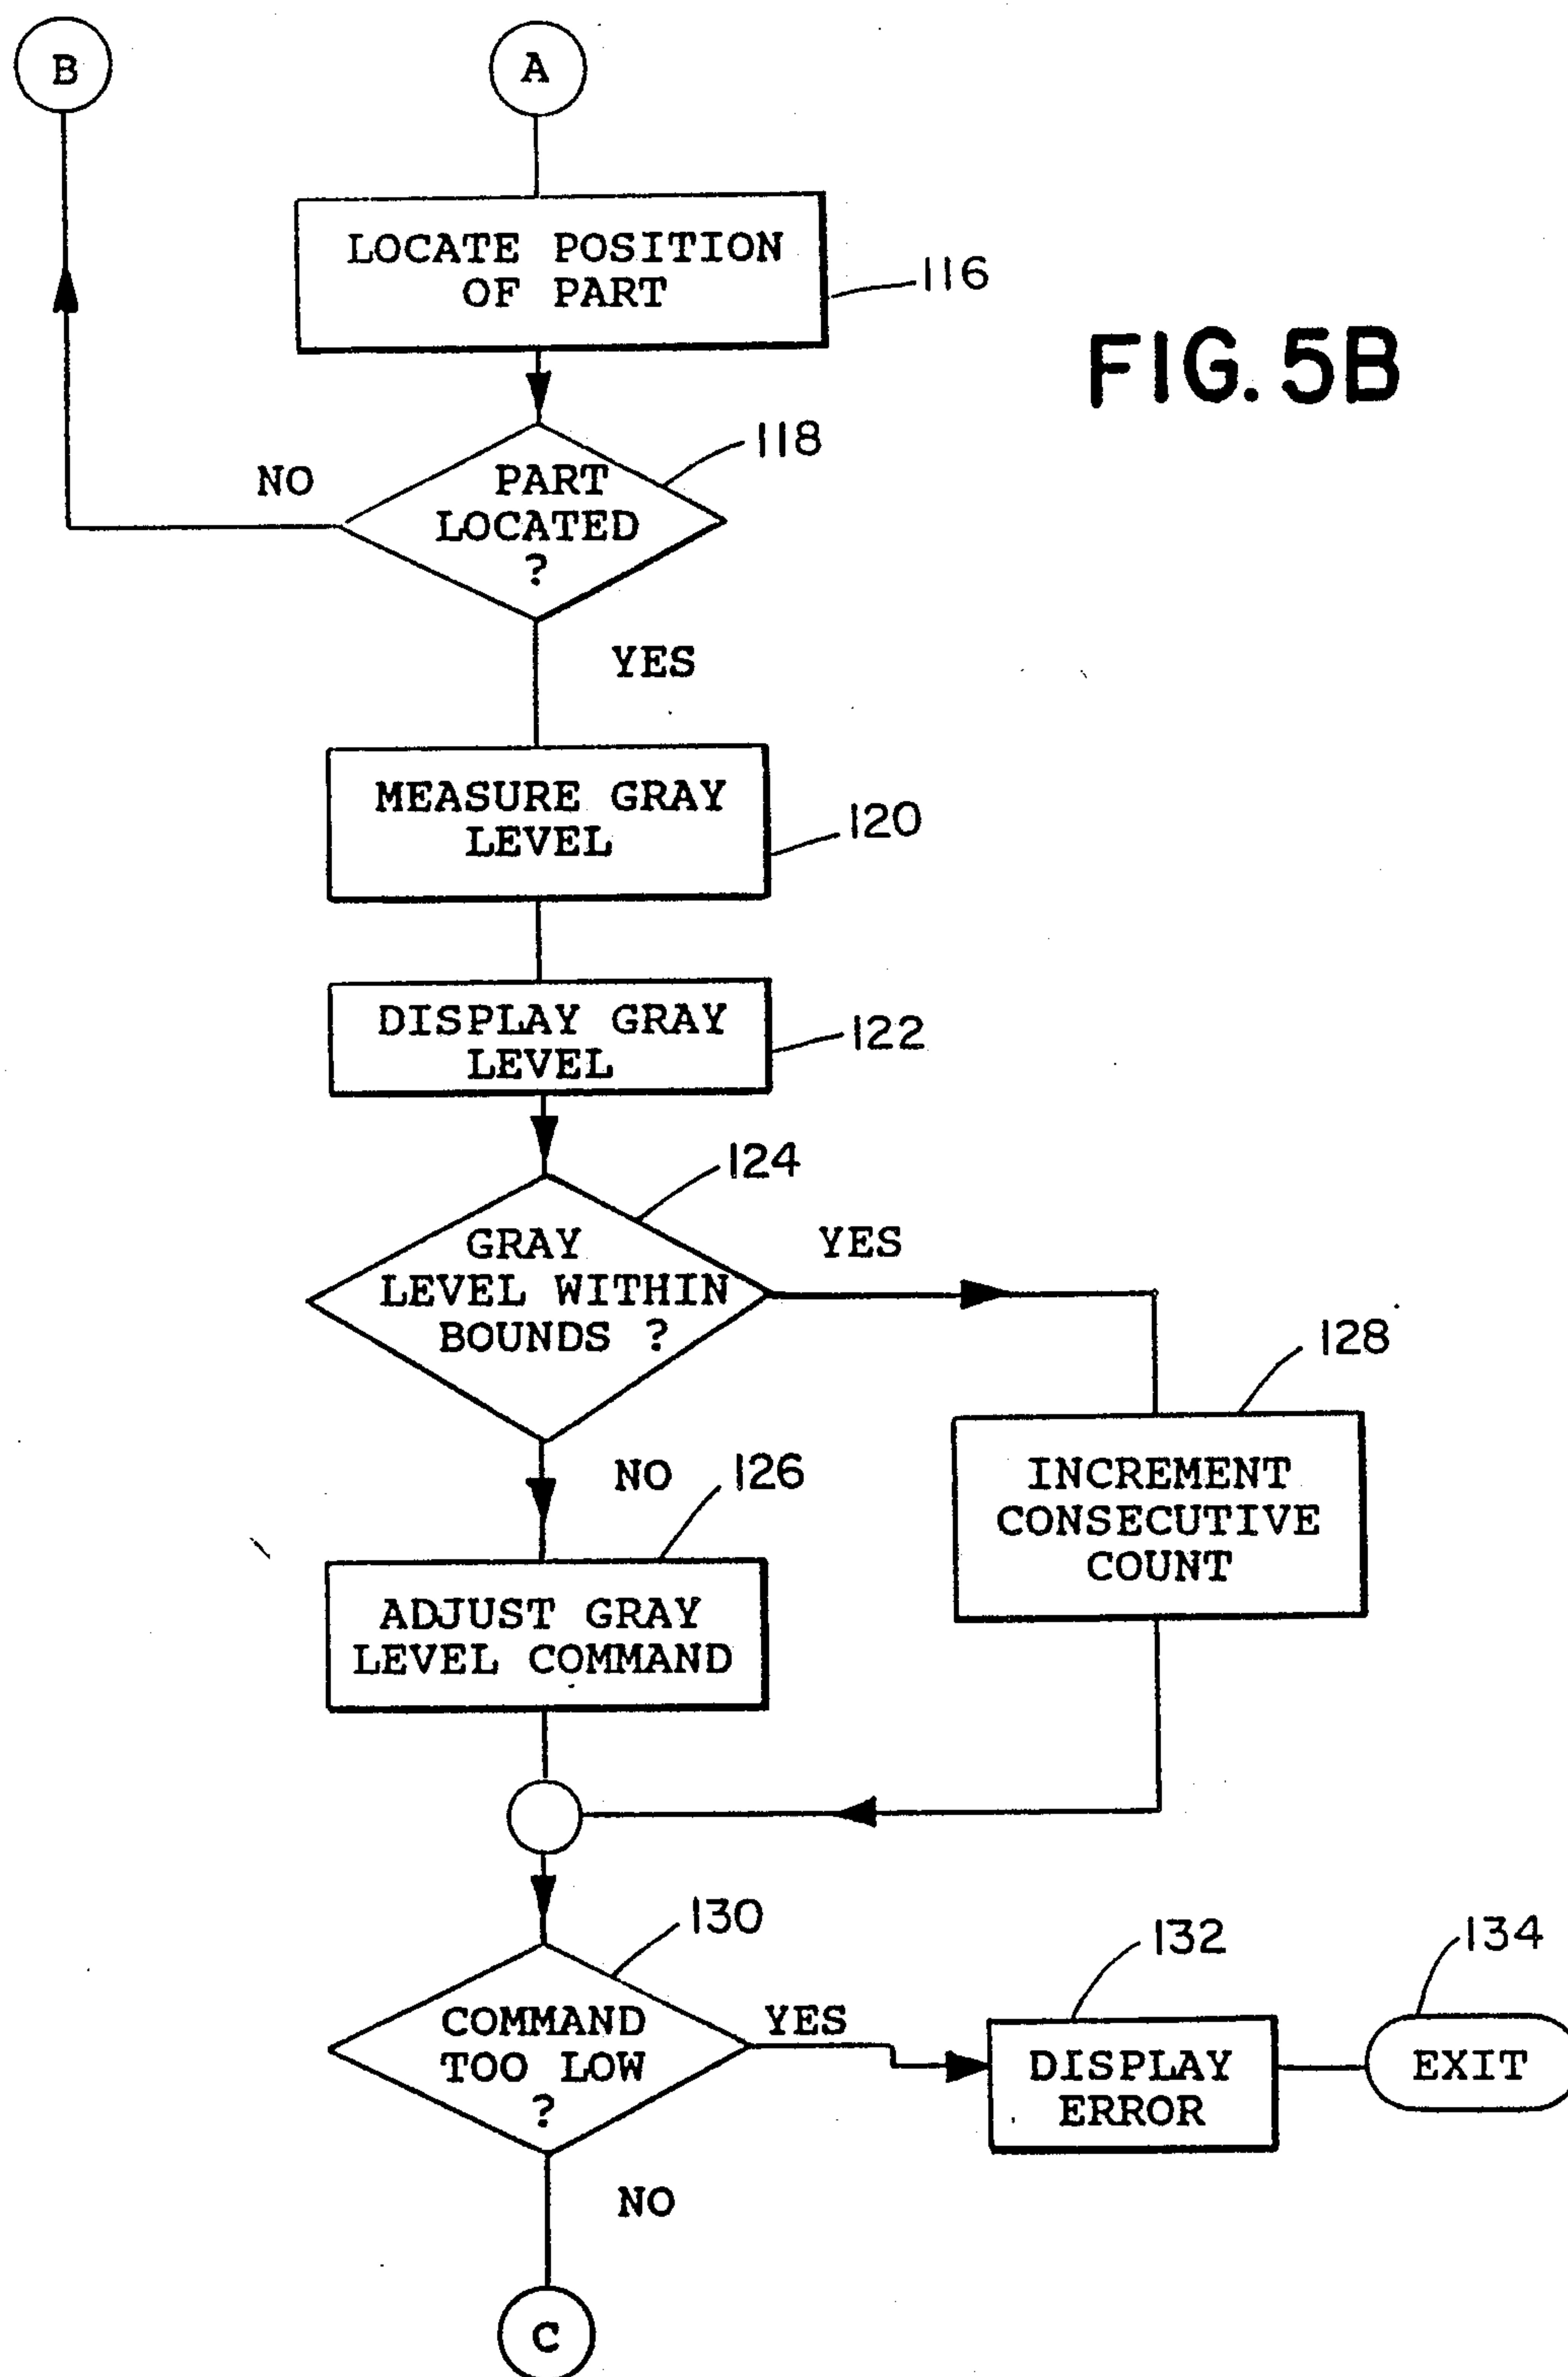 B
A
LOCATE POSITION
OF PART
116
FIG. 5B
118
NO
PART
LOCATED
?
YES
MEASURE GRAY
LEVEL
120
DISPLAY GRAY
LEVEL
122
124
GRAY
LEVEL WITHIN
BOUNDS ?
YES
128
NO
126
INCREMENT
CONSECUTIVE
COUNT
ADJUST GRAY
LEVEL COMMAND
130
132
134
COMMAND
TOO LOW
?
YES
DISPLAY
ERROR
EXIT
NO
C